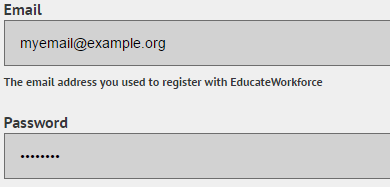 Email
myemail@example.org
The email address you used to register with EducateWorkforce
Password
••••••••